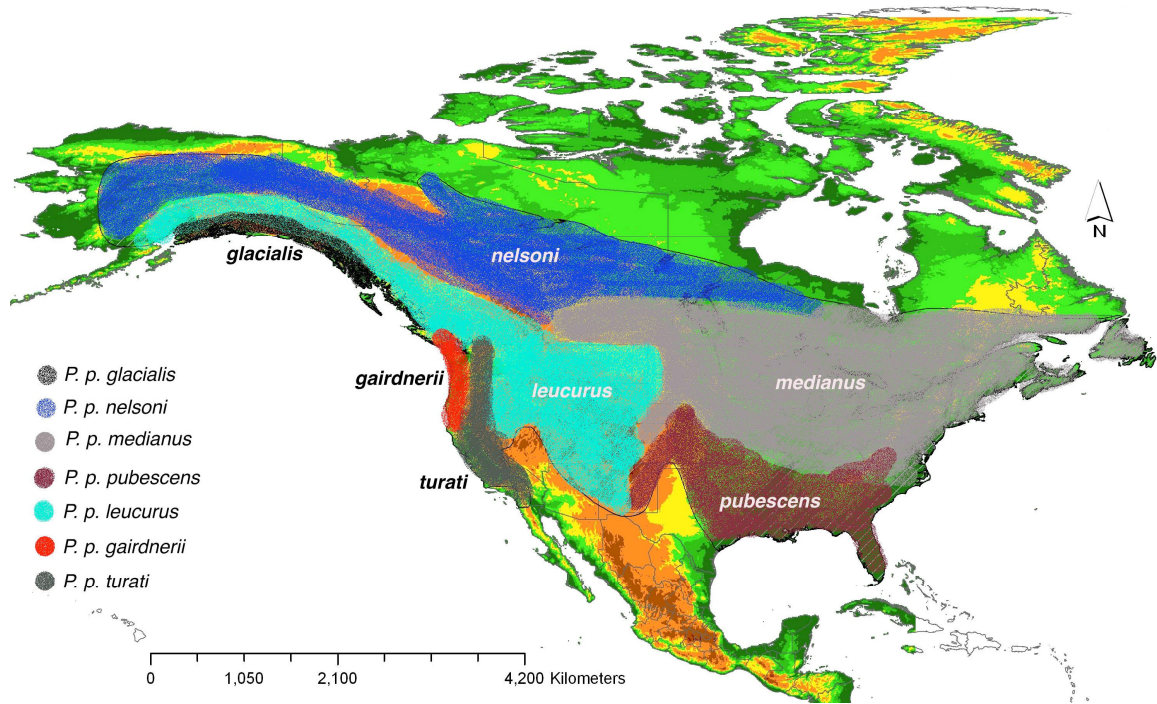 N
glacialis
nelsoni
gairdnerii
leucurus
medianus
turati
pubescens
P. p. glacialis
P. p. nelsoni
P. p. medianus
P. p. pubescens
P. p. leucurus
P. p. gairdnerii
P. p. turati
0 1,050 2,100 4,200 Kilometers